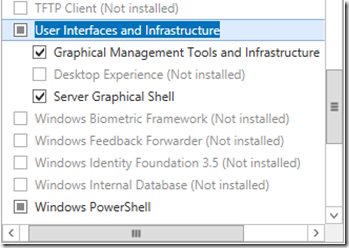 TFTP Client (Not installed)
User Interfaces and Infrastructure
Graphical Management Tools and Infrastructure
Desktop Experience (Not installed)
Server Graphical Shell
Windows Biometric Framework (Not installed)
Windows Feedback Forwarder (Not installed)
Windows Identity Foundation 3.5 (Not installed)
Windows Internal Database (Not installed)
Windows PowerShell